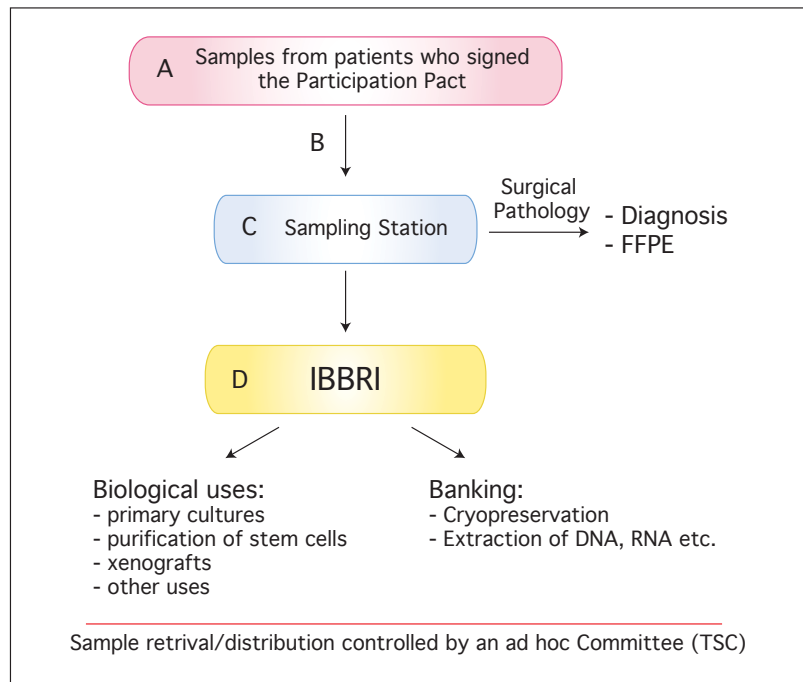 A Samples from patients who signed
the Participation Pact
B
Surgical
Pathology
C Sampling Station
- Diagnosis
- FFPE
D IBBRI
Biological uses:
- primary cultures
- purification of stem cells
- xenografts
- other uses
Banking:
- Cryopreservation
- Extraction of DNA, RNA etc.
Sample retrival/distribution controlled by an ad hoc Committee (TSC)